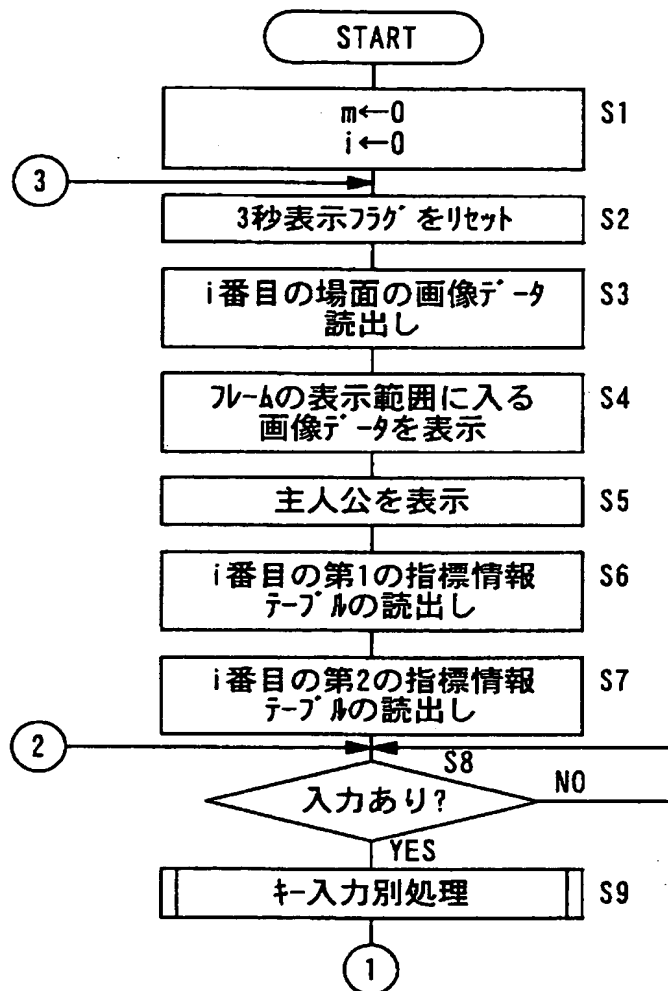 START
m←0
i←0
S1
3
3秒表示フラグをリセット
S2
i番目の場面の画像データ
読出し
S3
フレームの表示範囲に入る
画像データを表示
S4
主人公を表示
S5
i番目の第1の指標情報
テーブルの読出し
S6
i番目の第2の指標情報
テーブルの読出し
S7
2
S8
入力あり?
NO
YES
キー入力別処理
S9
1